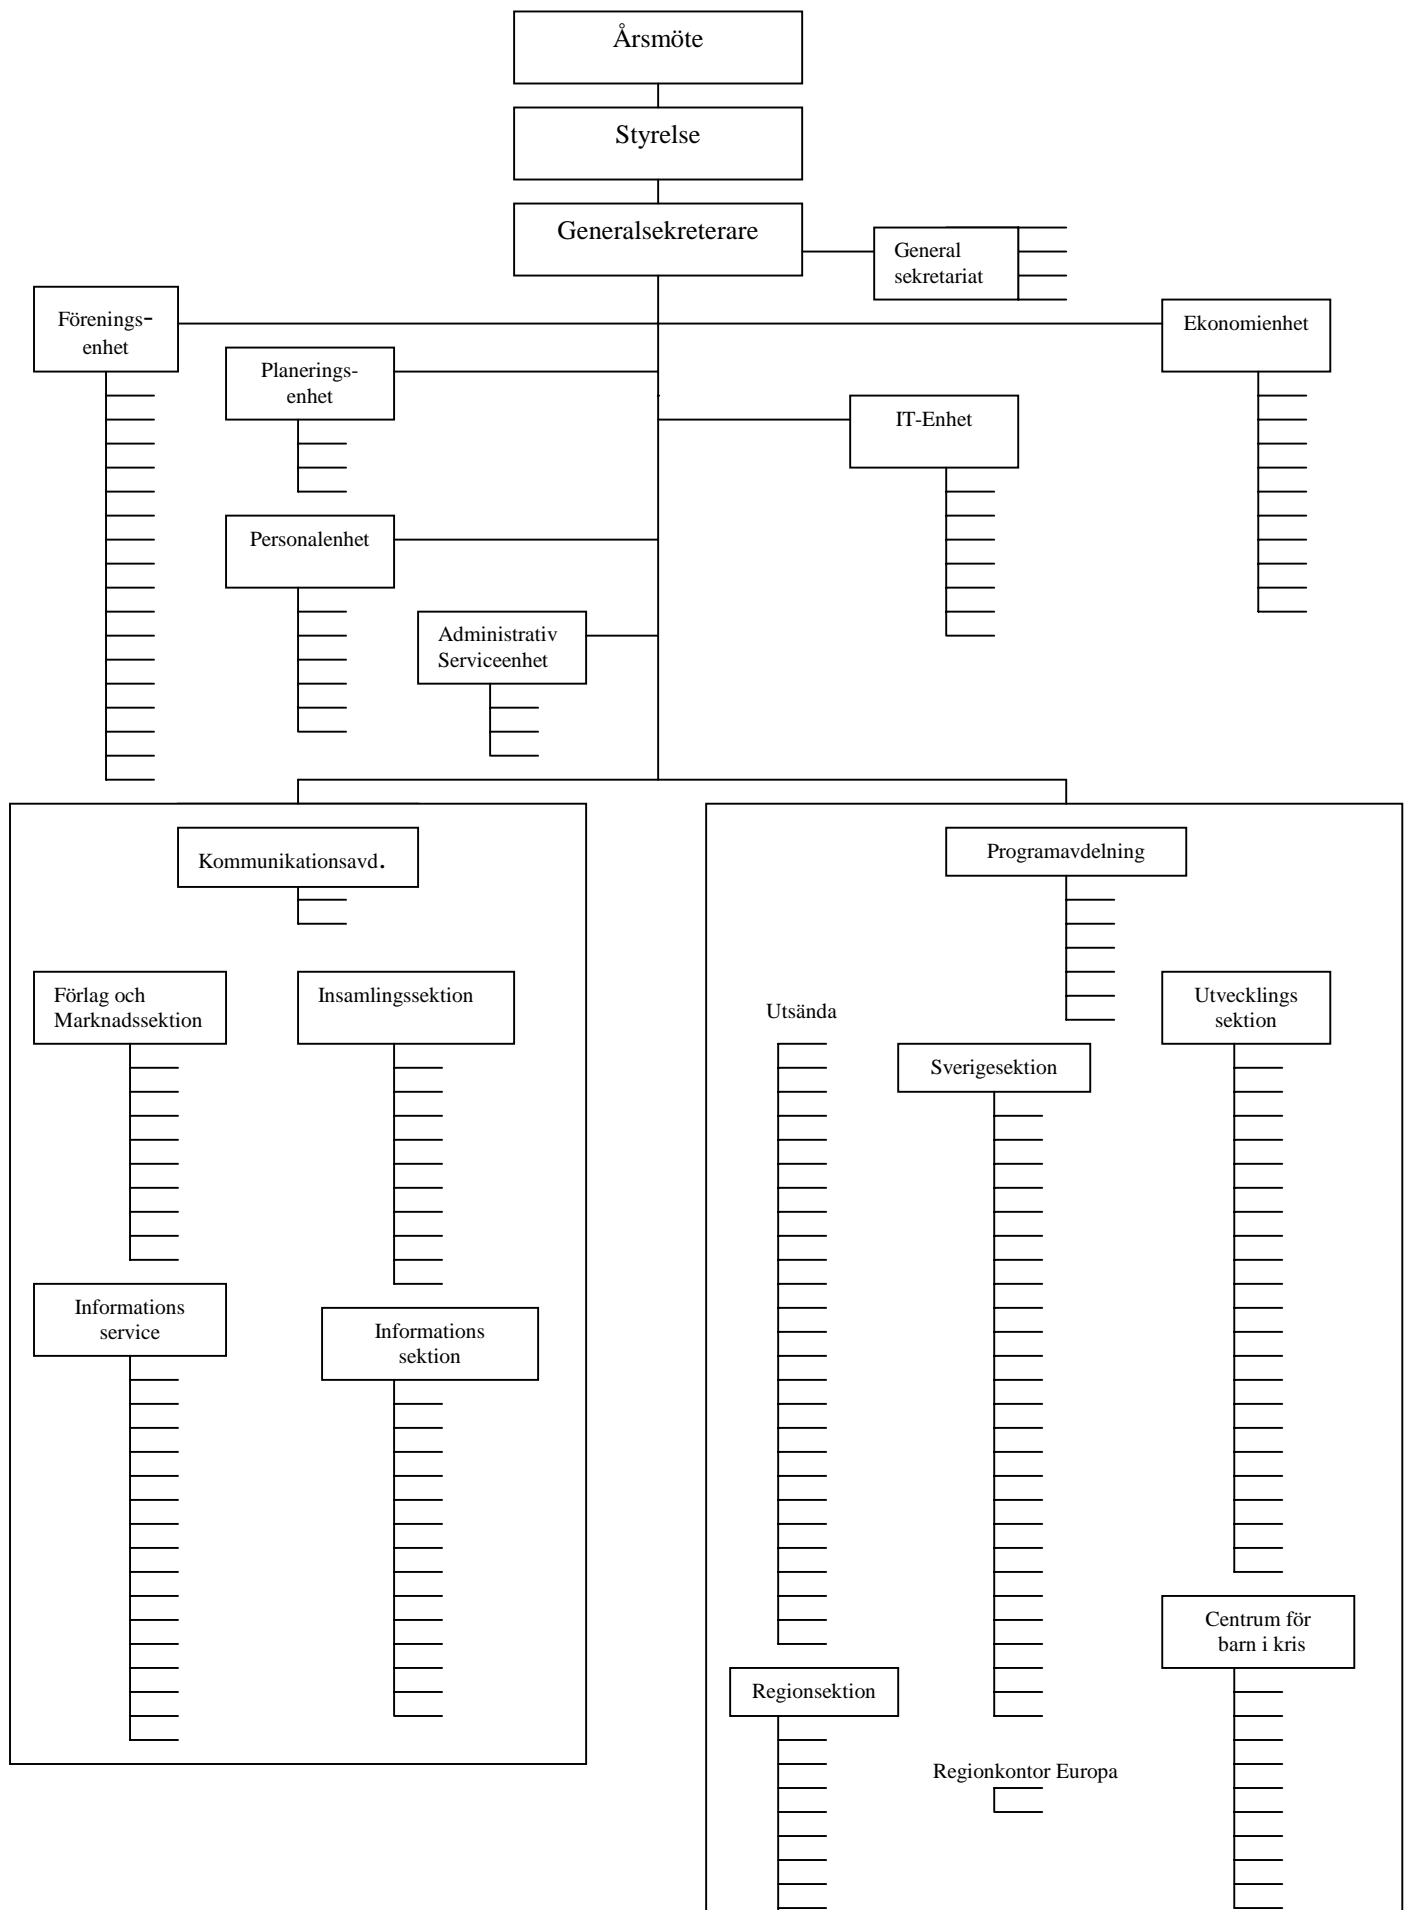 Årsmöte
Styrelse
Generalsekreterare
General
sekretariat
Förenings-
enhet
Ekonomienhet
Planerings-
enhet
IT-Enhet
Personalenhet
Administrativ
Serviceenhet
Kommunikationsavd.
Programavdelning
Förlag och
Marknadssektion
Insamlingssektion
Utsända
Utvecklings
sektion
Sverigesektion
Informations
service
Informations
sektion
Centrum för
barn i kris
Regionsektion
Regionkontor Europa